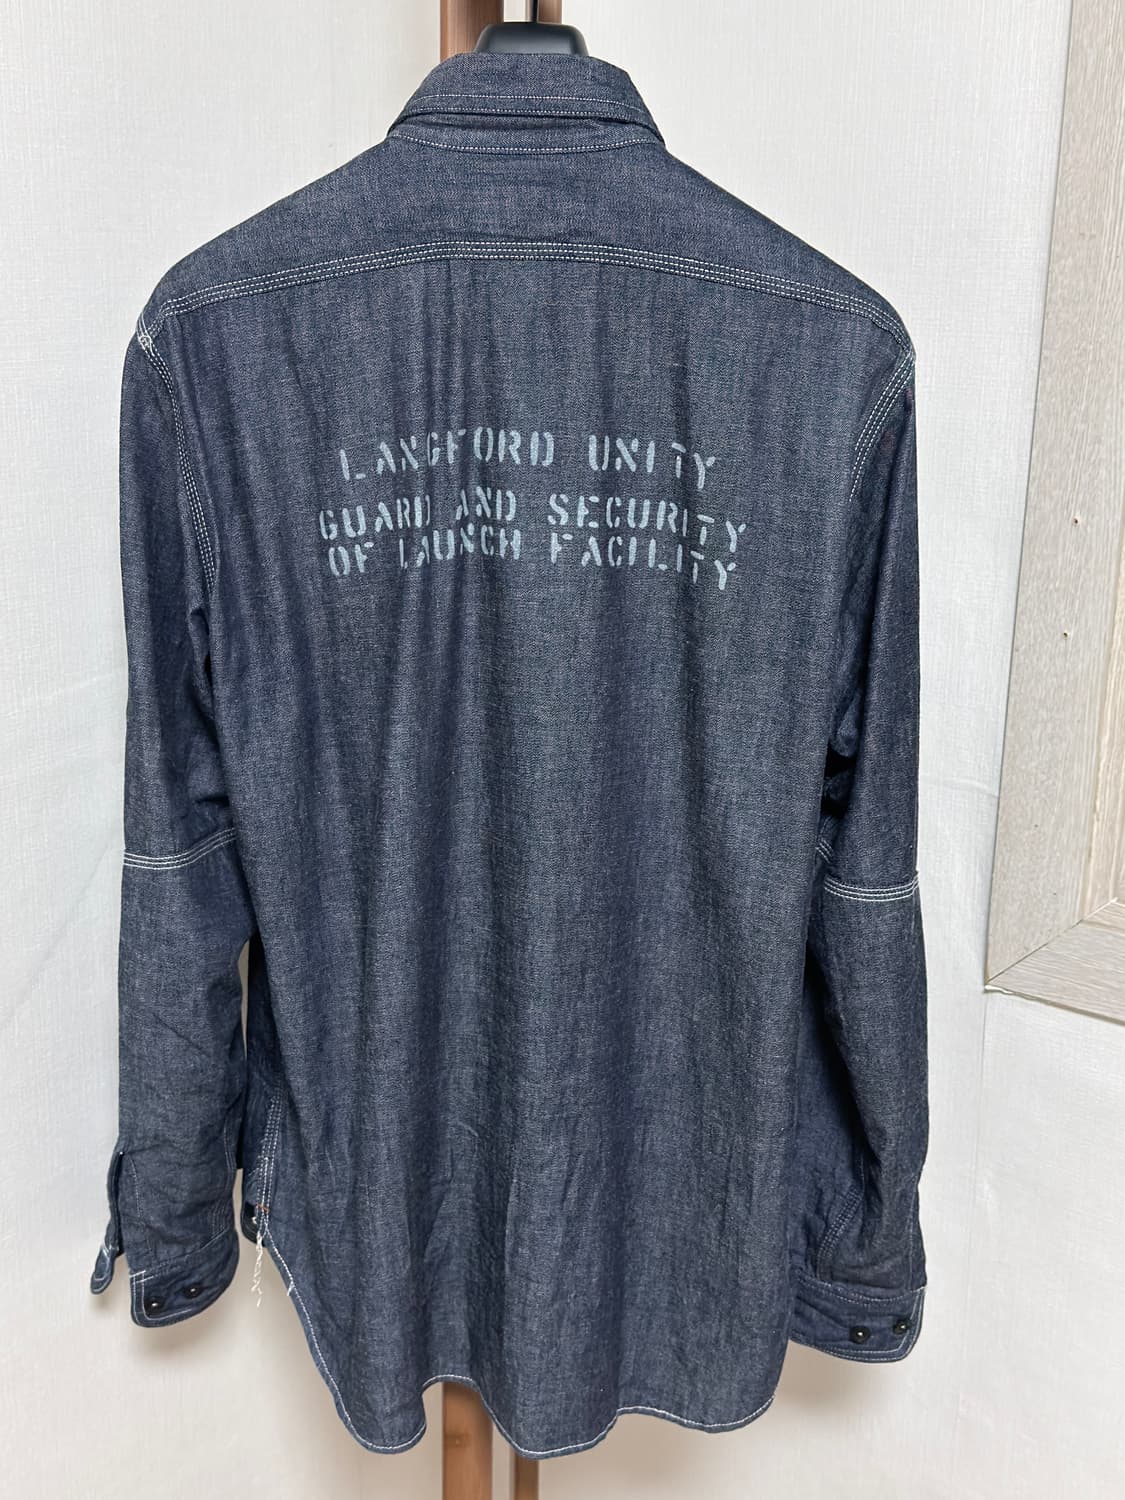 LANGFORD UNITY
GUARD AND SECURITY
OF LAUNCH FACILITY